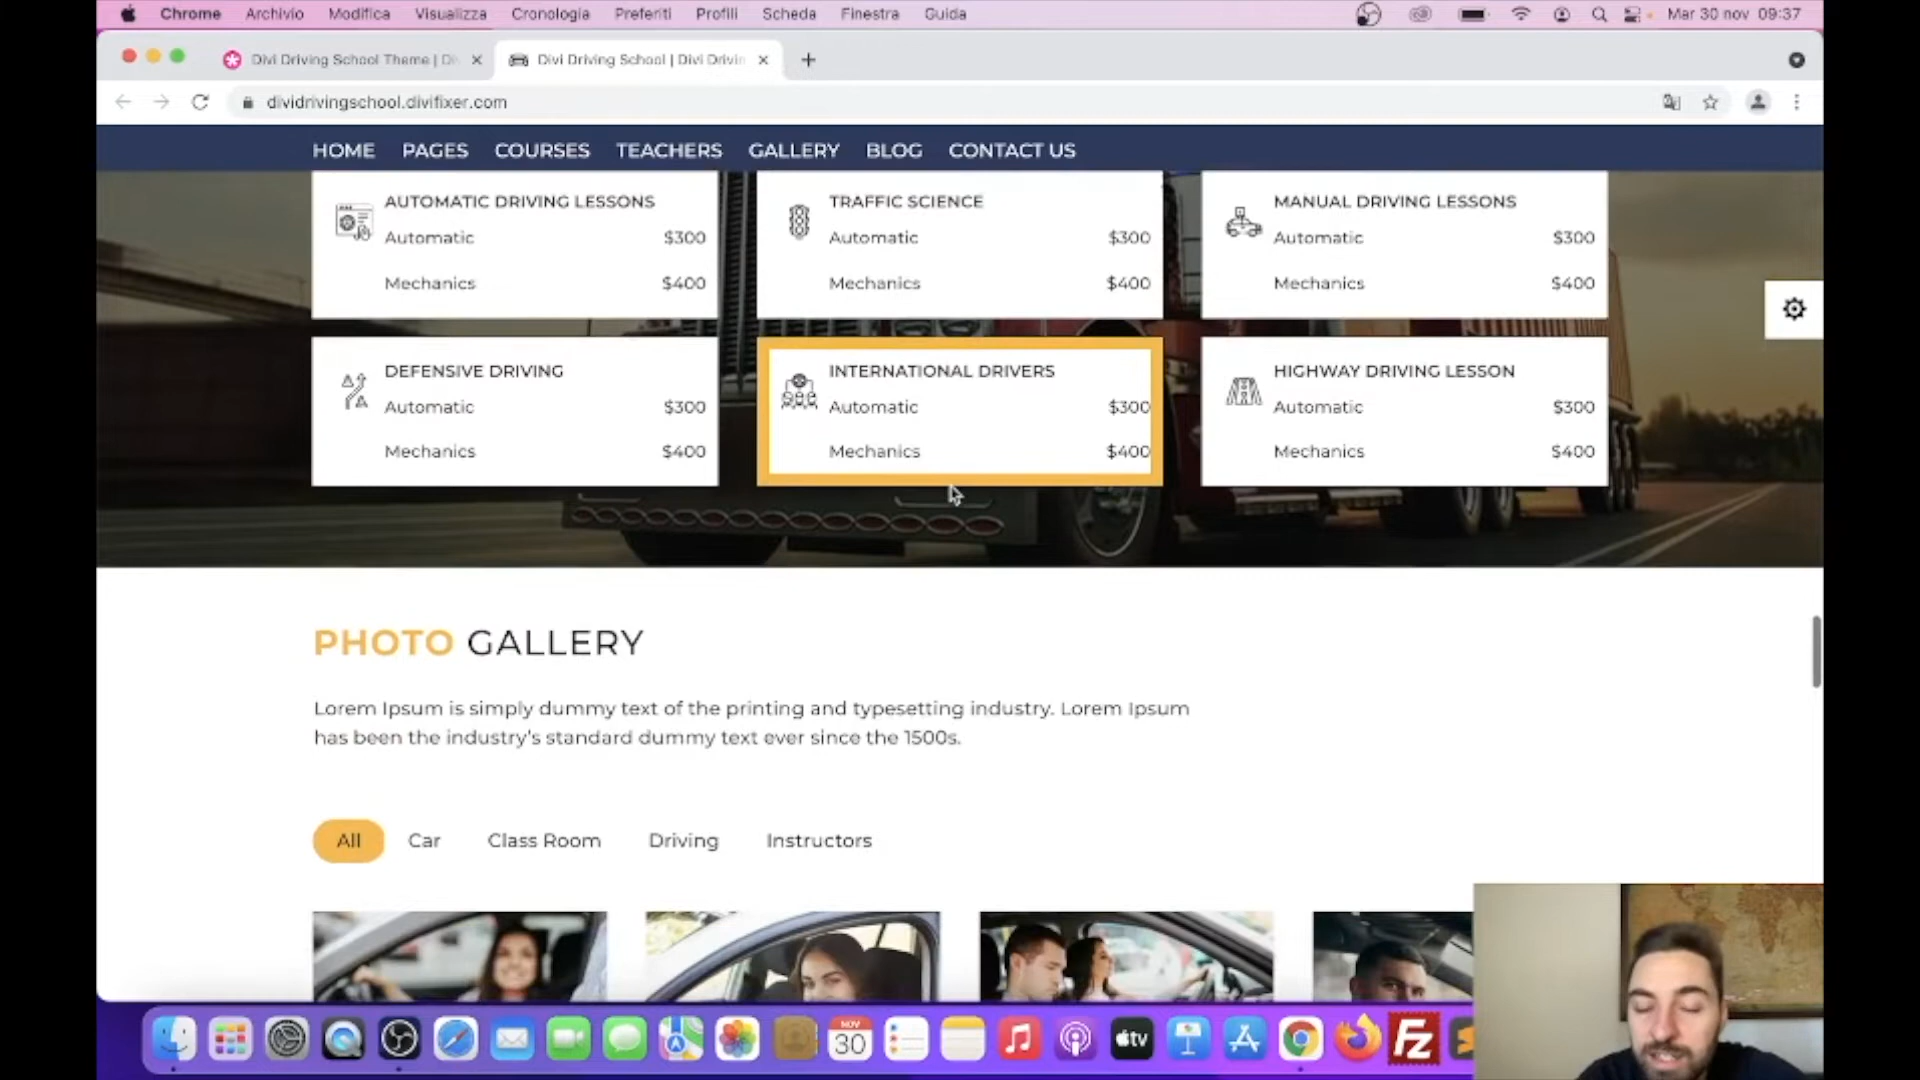 Chrome Archivio Modifica Visualizza Cronologia Preferiti Profili Scheda Finestra Guida Mar 30 nov 09:37
Divi Driving School Theme | Di Divi Driving School | Divi Drivin
dividrivingschool.divifixer.com
HOME PAGES COURSES TEACHERS GALLERY BLOG CONTACT US
AUTOMATIC DRIVING LESSONS
Automatic $300
Mechanics $400
TRAFFIC SCIENCE
Automatic $300
Mechanics $400
MANUAL DRIVING LESSONS
Automatic $300
Mechanics $400
DEFENSIVE DRIVING
Automatic $300
Mechanics $400
INTERNATIONAL DRIVERS
Automatic $300
Mechanics $400
HIGHWAY DRIVING LESSON
Automatic $300
Mechanics $400
PHOTO GALLERY
Lorem Ipsum is simply dummy text of the printing and typesetting industry. Lorem Ipsum
has been the industry's standard dummy text ever since the 1500s.
All Car Class Room Driving Instructors
NOV
30
tv
FZ